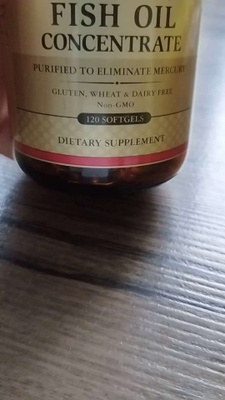 FISH OIL
CONCENTRATE
PURIFIED TO ELIMINATE MERCURY
GLUTEN, WHEAT & DAIRY FREE
NON-GMO
120 SOFTGELS
DIETARY SUPPLEMENT